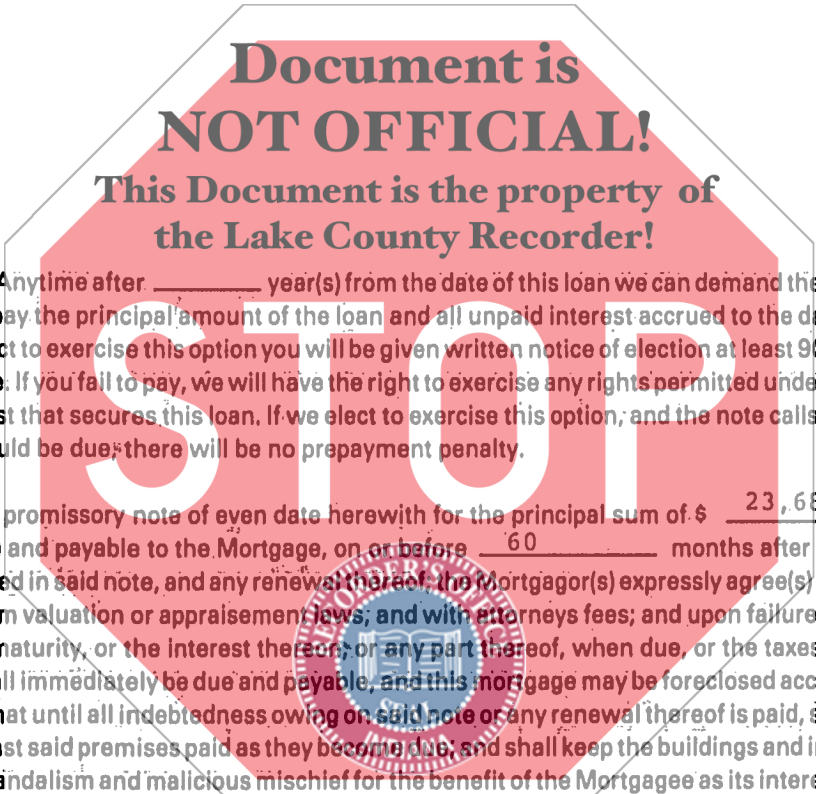 Document is
NOT OFFICIAL!
This Document is the property of
the Lake County Recorder!
STOP
Anytime after ________ year(s) from the date of this loan we can demand the
pay the principal amount of the loan and all unpaid interest accrued to the
to exercise this option you will be given written notice of election at least
If you fail to pay, we will have the right to exercise any rights permitted
that secures this loan. If we elect to exercise this option, and the note calls
be due, there will be no prepayment penalty.
promissory note of even date herewith for the principal sum of $ 23,68
and payable to the Mortgage, on or before 60 months after
in said note, and any renewal thereof; the Mortgagor(s) expressly agree(s)
valuation or appraisement laws, and with attorneys fees; and upon failure
maturity, or the interest thereon, or any part thereof, when due, or the taxes
immediately be due and payable, and this mortgage may be foreclosed
that until all indebtedness owing on said note or any renewal thereof is paid,
said premises paid as they become due, and shall keep the buildings and
vandalism and malicious mischief for the benefit of the Mortgagee as its
RECORDER'S OFFICE
SEAL
INDIANA